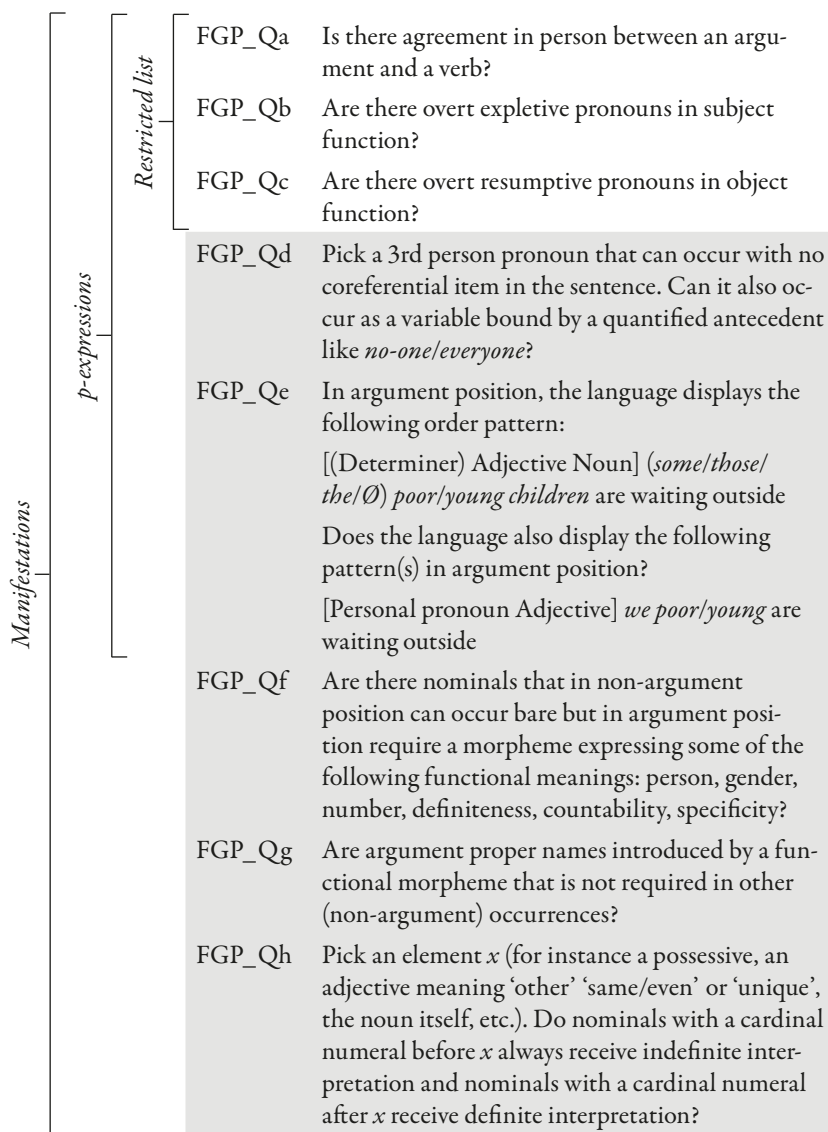 Manifestations
p-expressions
Restricted list
FGP_Qa Is there agreement in person between an argu-
ment and a verb?
FGP_Qb Are there overt expletive pronouns in subject
function?
FGP_Qc Are there overt resumptive pronouns in object
function?
FGP_Qd Pick a 3rd person pronoun that can occur with no
coreferential item in the sentence. Can it also oc-
cur as a variable bound by a quantified antecedent
like no-one/everyone?
FGP_Qe In argument position, the language displays the
following order pattern:
[(Determiner) Adjective Noun] (some/those/
the/Ø) poor/young children are waiting outside
Does the language also display the following
pattern(s) in argument position?
[Personal pronoun Adjective] we poor/young are
waiting outside
FGP_Qf Are there nominals that in non-argument
position can occur bare but in argument posi-
tion require a morpheme expressing some of the
following functional meanings: person, gender,
number, definiteness, countability, specificity?
FGP_Qg Are argument proper names introduced by a fun-
ctional morpheme that is not required in other
(non-argument) occurrences?
FGP_Qh Pick an element x (for instance a possessive, an
adjective meaning ‘other’ ‘same/even’ or ‘unique’,
the noun itself, etc.). Do nominals with a cardinal
numeral before x always receive indefinite inter-
pretation and nominals with a cardinal numeral
after x receive definite interpretation?